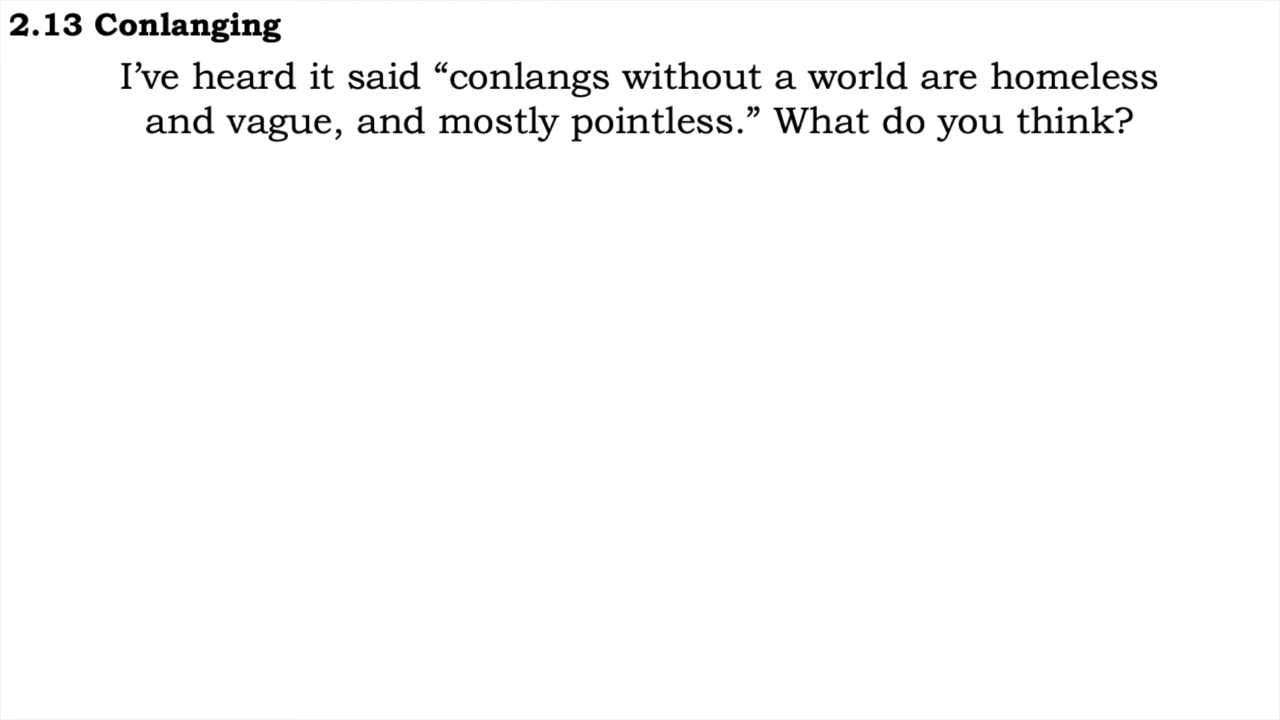 2.13 Conlanging
I’ve heard it said “conlangs without a world are homeless
and vague, and mostly pointless.” What do you think?